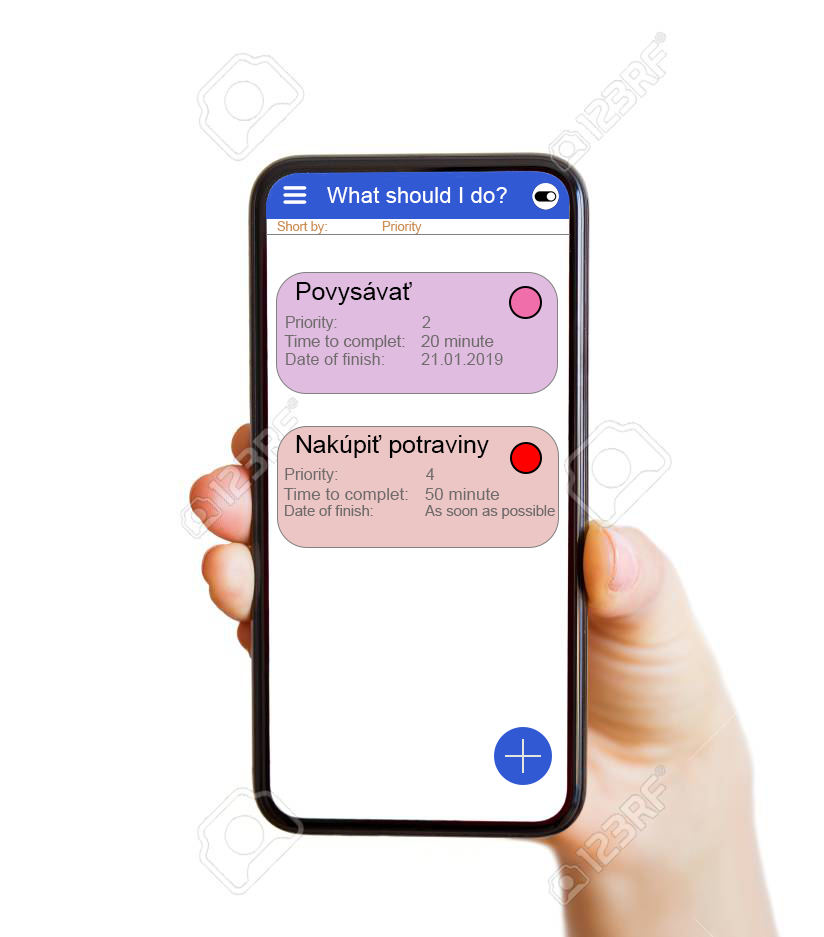 123RF
What should I do?
Short by: Priority
Povysávať
Priority: 2
Time to complet: 20 minute
Date of finish: 21.01.2019
123RF
Nakúpiť potraviny
Priority: 4
Time to complet: 50 minute
Date of finish: As soon as possible
123RF